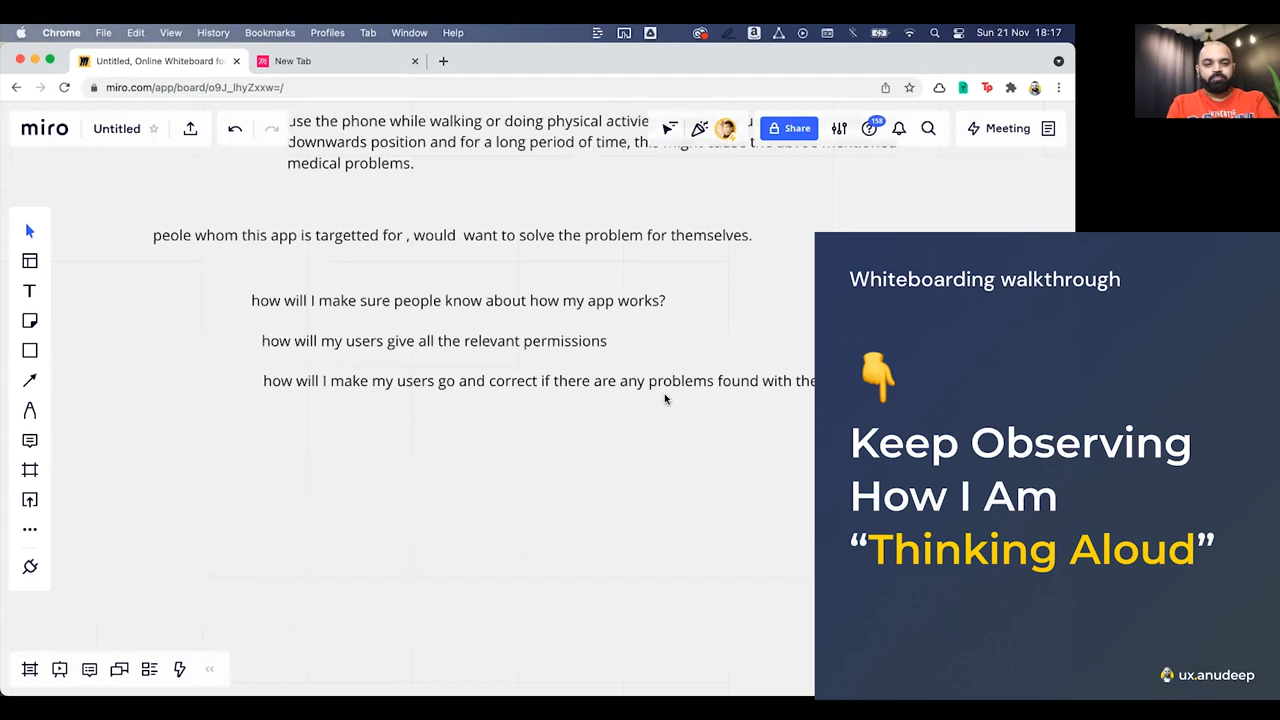 Chrome File Edit View History Bookmarks Profiles Tab Window Help Sun 21 Nov 18:17
Untitled, Online Whiteboard fo
New Tab
miro.com/app/board/o9J_lhyZxxw=/
miro Untitled Share 158 Meeting
use the phone while walking or doing physical activie
downwards position and for a long period of time,
medical problems.
peole whom this app is targetted for , would want to solve the problem for themselves.
how will I make sure people know about how my app works?
how will my users give all the relevant permissions
how will I make my users go and correct if there are any problems found with the
Whiteboarding walkthrough
Keep Observing
How I Am
“Thinking Aloud”
ux.anudeep